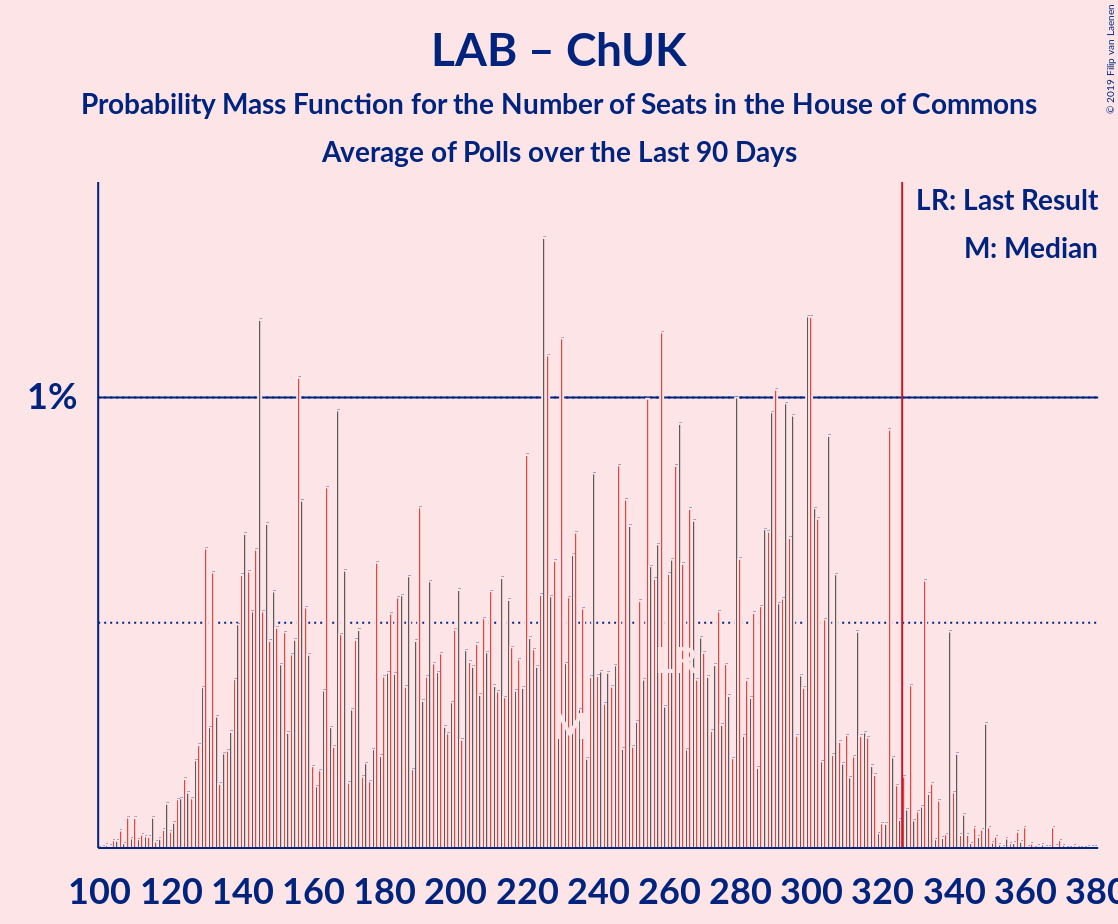 LAB – ChUK
Probability Mass Function for the Number of Seats in the House of Commons
Average of Polls over the Last 90 Days
© 2019 Filip van Laenen
LR: Last Result
M: Median
1%
LR
M
100 120 140 160 180 200 220 240 260 280 300 320 340 360 380